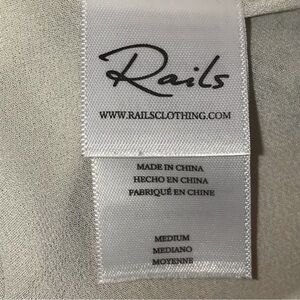 Rails
WWW.RAILSCLOTHING.COM
MADE IN CHINA
HECHO EN CHINA
FABRIQUÉ EN CHINE
MEDIUM
MEDIANO
MOYENNE